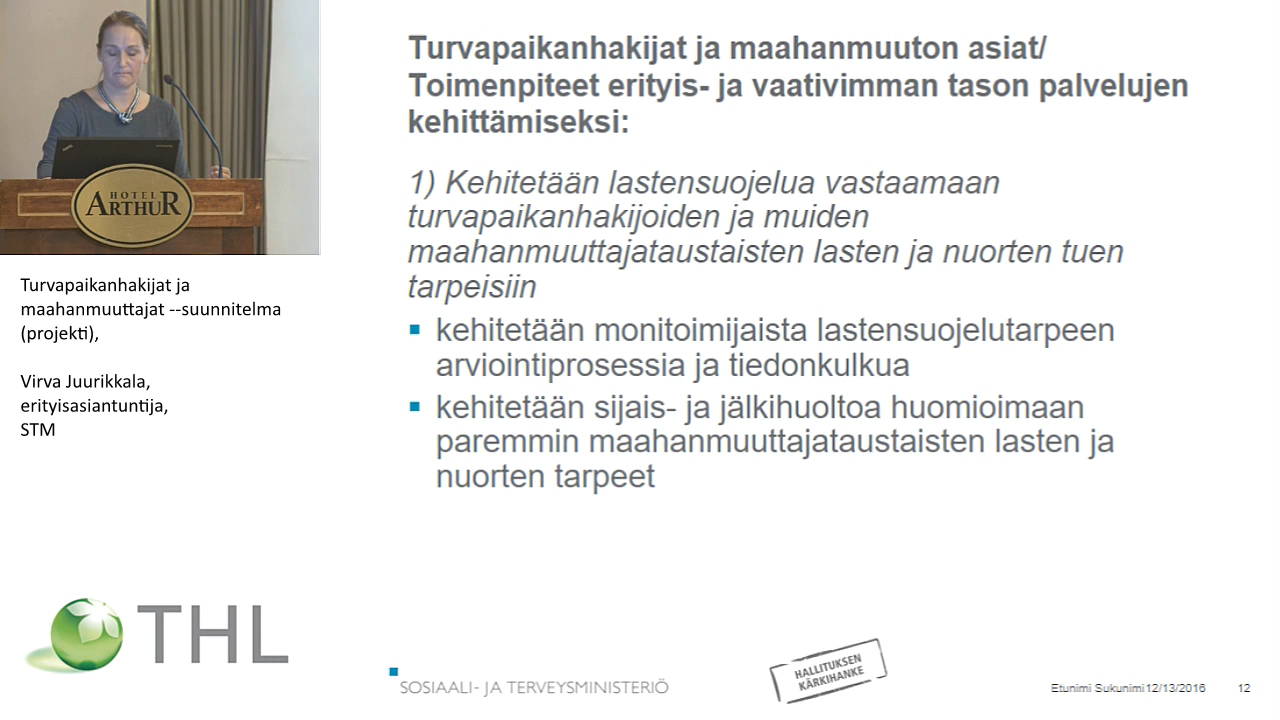 HOTEL
ARTHUR
Turvapaikanhakijat ja
maahanmuuttajat --suunnitelma
(projekti),
Virva Juurikkala,
erityisasiantuntija,
STM
THL
Turvapaikanhakijat ja maahanmuuton asiat/
Toimenpiteet erityis- ja vaativimman tason palvelujen
kehittämiseksi:
1) Kehitetään lastensuojelua vastaamaan
turvapaikanhakijoiden ja muiden
maahanmuuttajataustaisten lasten ja nuorten tuen
tarpeisiin
kehitetään monitoimijaista lastensuojelutarpeen
arviointiprosessia ja tiedonkulkua
kehitetään sijais- ja jälkihuoltoa huomioimaan
paremmin maahanmuuttajataustaisten lasten ja
nuorten tarpeet
SOSIAALI- JA TERVEYSMINISTERIÖ
HALLITUKSEN
KÄRKIHANKE
Etunimi Sukunimi12/13/2016 12